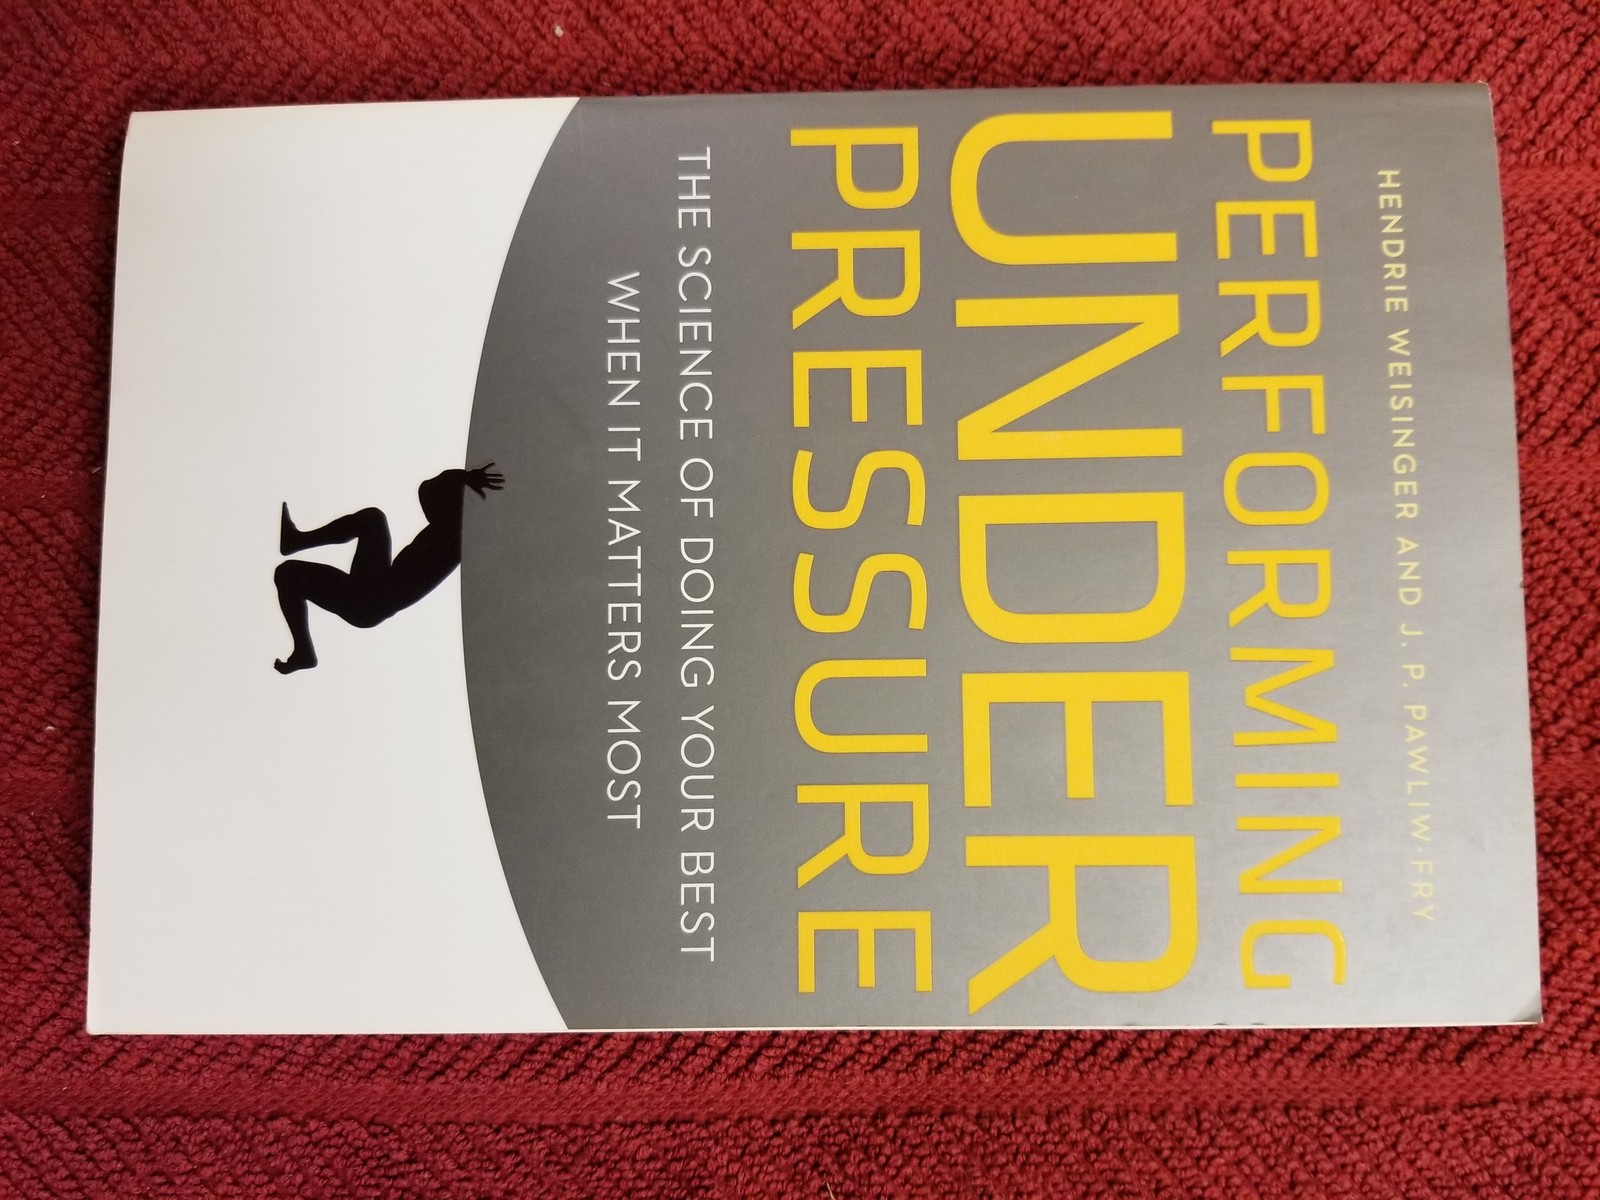 HENDRIE WEISINGER AND J. P. PAWLIW-FRY
PERFORMING
UNDER
PRESSURE
THE SCIENCE OF DOING YOUR BEST
WHEN IT MATTERS MOST